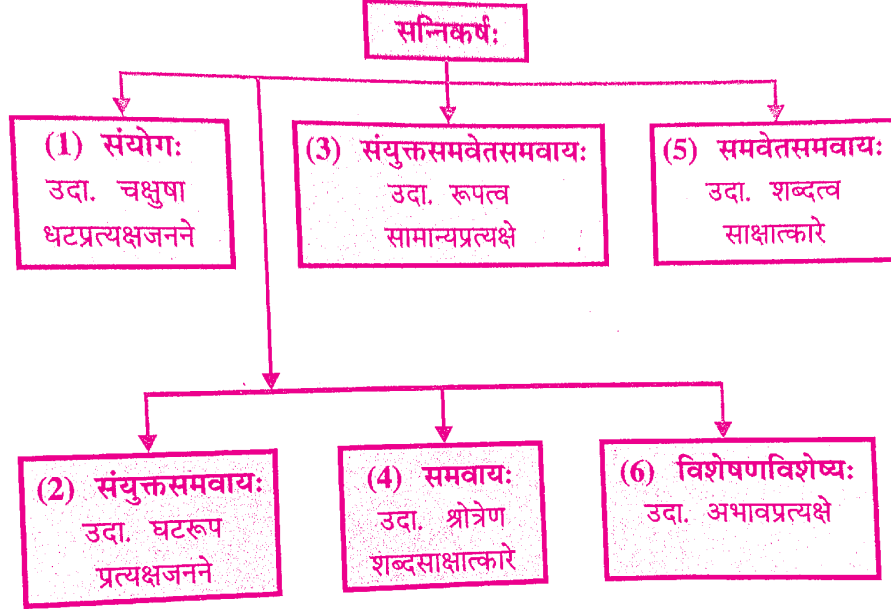 सन्निकर्षः
(1) संयोगः
उदा. चक्षुषा
धटप्रत्यक्षजनने
(3) संयुक्तसमवेतसमवायः
उदा. रूपत्व
सामान्यप्रत्यक्षे
(5) समवेतसमवायः
उदा. शब्दत्व
साक्षात्कारे
(2) संयुक्तसमवायः
उदा. घटरूप
प्रत्यक्षजनने
(4) समवायः
उदा. श्रोत्रेण
शब्दसाक्षात्कारे
(6) विशेषणविशेष्यः
उदा. अभावप्रत्यक्षे